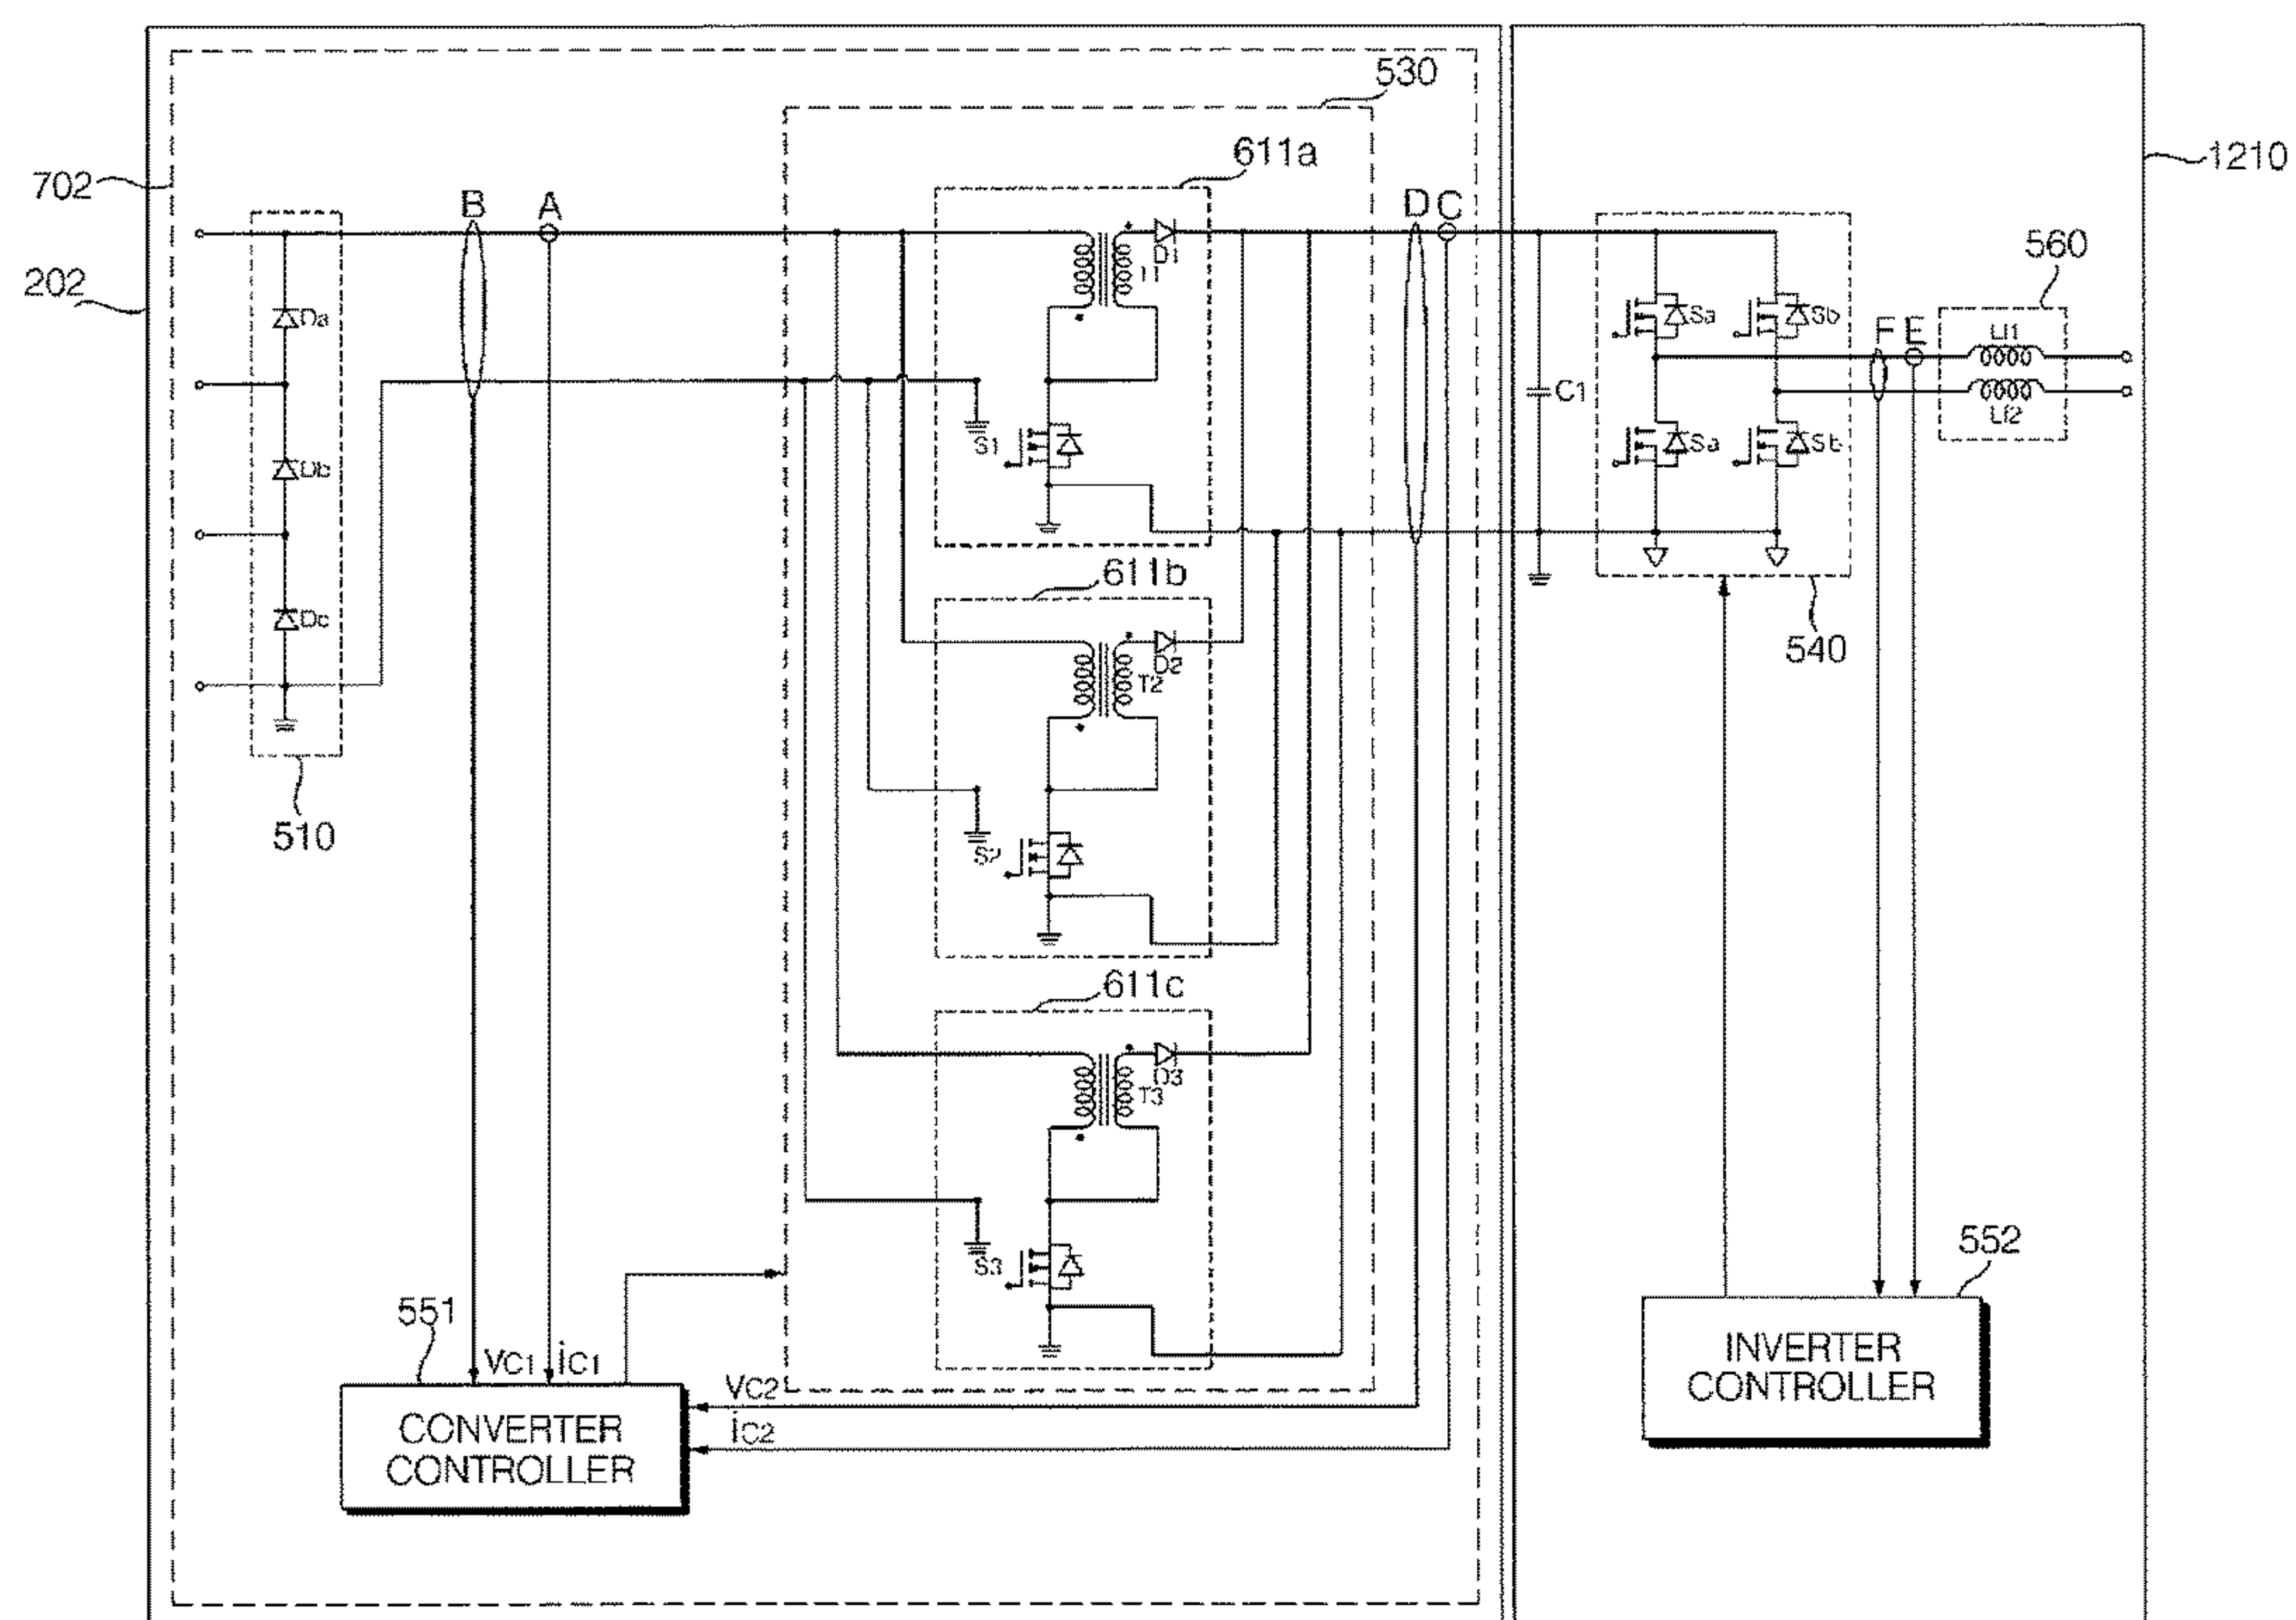 530
611a
702
B
A
D
C
1210
202
D1
T1
560
Da
Sa
Sb
F
E
Lf1
C1
Lf2
S1
Sa
Sb
Db
611b
Dc
540
D2
T2
510
S2
611c
D3
T3
S3
552
551
VC1
iC1
INVERTER
CONTROLLER
VC2
iC2
CONVERTER
CONTROLLER